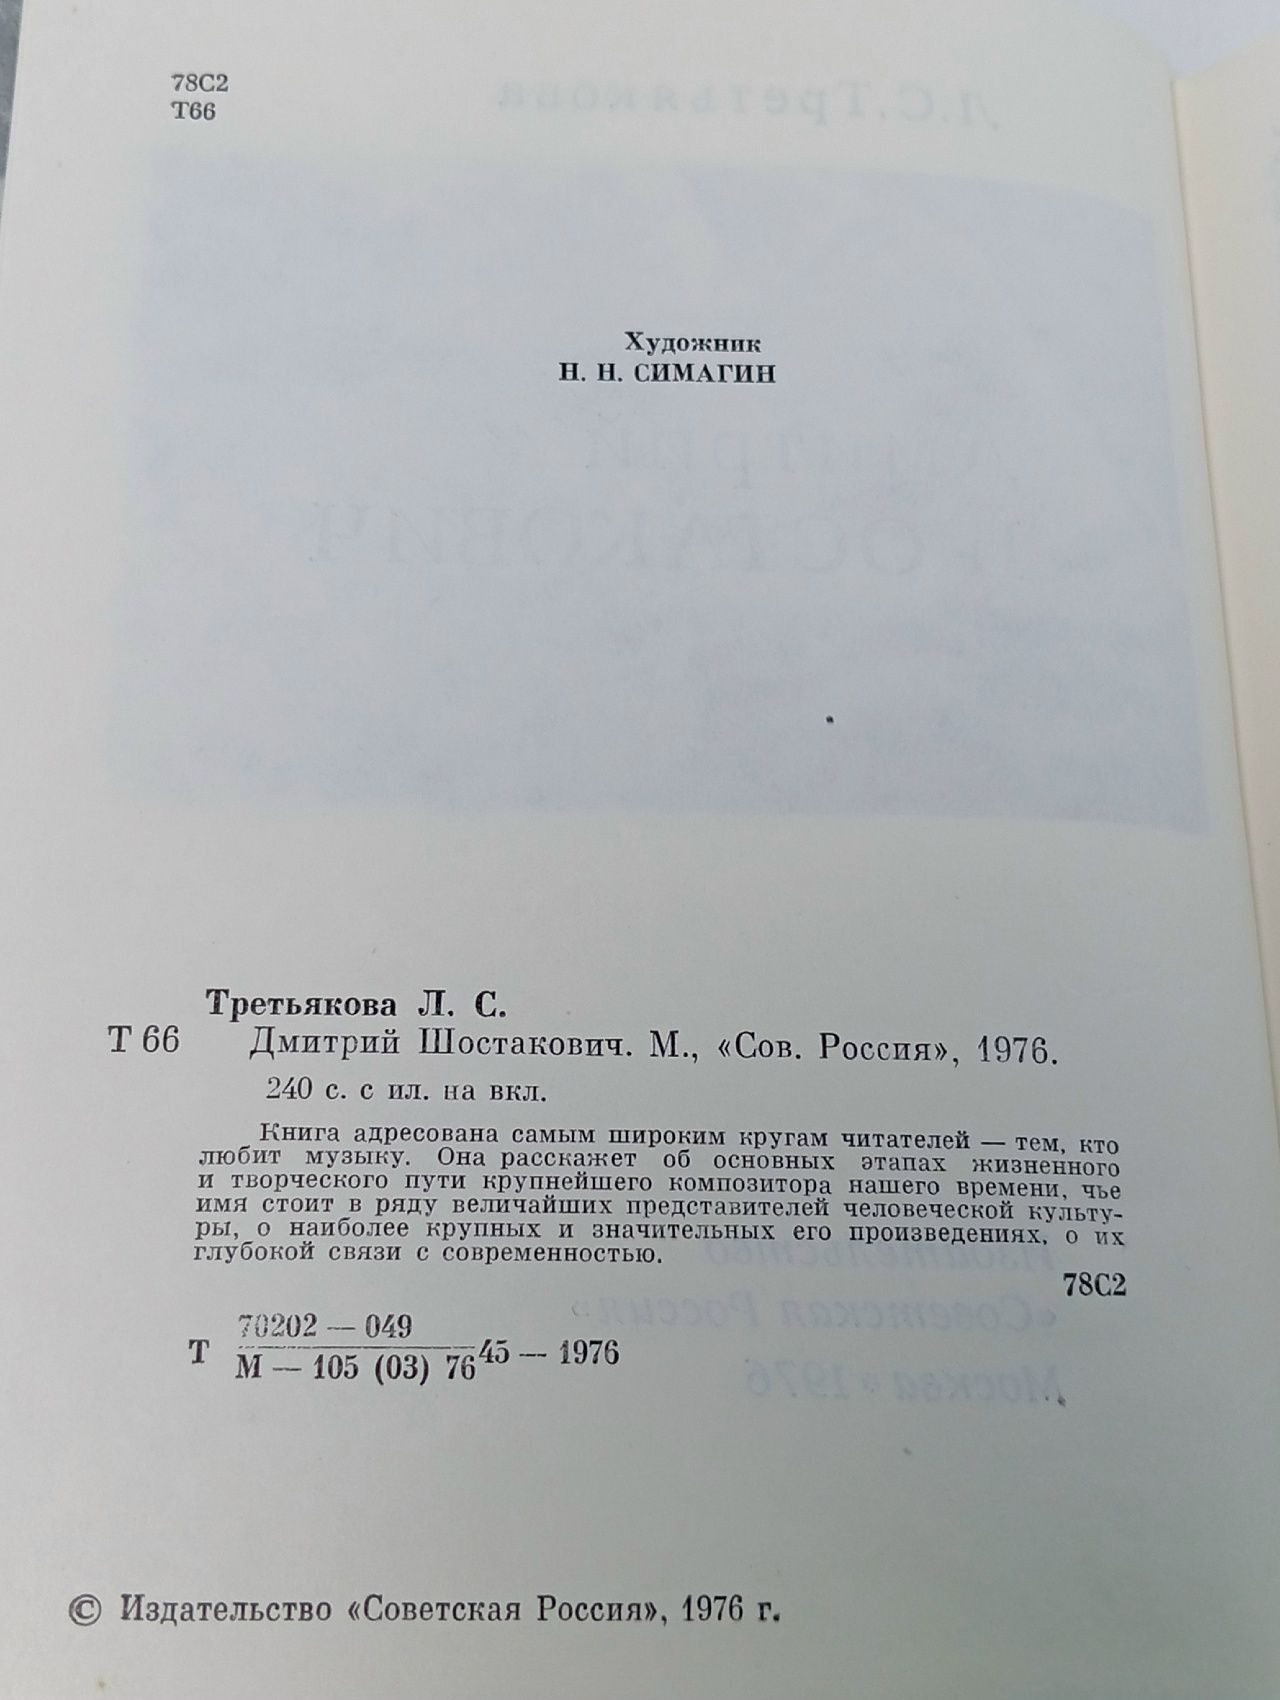 78С2
Т66
Художник
Н. Н. СИМАГИН
Третьякова Л. С.
Т 66 Дмитрий Шостакович. М., «Сов. Россия», 1976.
240 с. с ил. на вкл.
Книга адресована самым широким кругам читателей — тем, кто
любит музыку. Она расскажет об основных этапах жизненного
и творческого пути крупнейшего композитора нашего времени, чье
имя стоит в ряду величайших представителей человеческой культу-
ры, о наиболее крупных и значительных его произведениях, о их
глубокой связи с современностью.
78С2
70202 — 049
Т 45 — 1976
М — 105 (03) 76
© Издательство «Советская Россия», 1976 г.